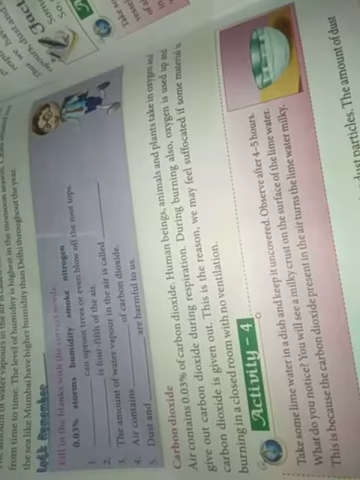 amount of water vapours in the air is called
from time to time. The level of humidity is highest in the monsoon season. Cities
the sea like Mumbai have higher humidity than Delhi throughout the year.
Let's Remember
Fill in the blanks with the correct words.
0.03% storms humidity smoke nitrogen
1. can uproot trees or even blow off the roof tops.
2. is four-fifth of the air.
3. The amount of water vapour in the air is called
4. Air contains of carbon dioxide.
5. Dust and are harmful to us.
Carbon dioxide
Air contains 0.03% of carbon dioxide. Human beings, animals and plants take in oxygen and
give out carbon dioxide during respiration. During burning also, oxygen is used up and
carbon dioxide is given out. This is the reason, we may feel suffocated if some material is
burning in a closed room with no ventilation.
Activity - 4
Take some lime water in a dish and keep it uncovered. Observe after 4-5 hours.
What do you notice? You will see a milky crust on the surface of the lime water.
This is because the carbon dioxide present in the air turns the lime water milky.
dust particles. The amount of dust
Fact